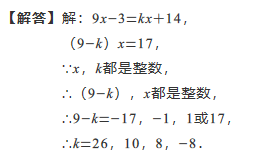 【解答】解：9x-3=kx+14，
（9-k）x=17，
∵x，k都是整数，
∴（9-k），x都是整数，
∴9-k=-17，-1，1或17，
∴k=26，10，8，-8．